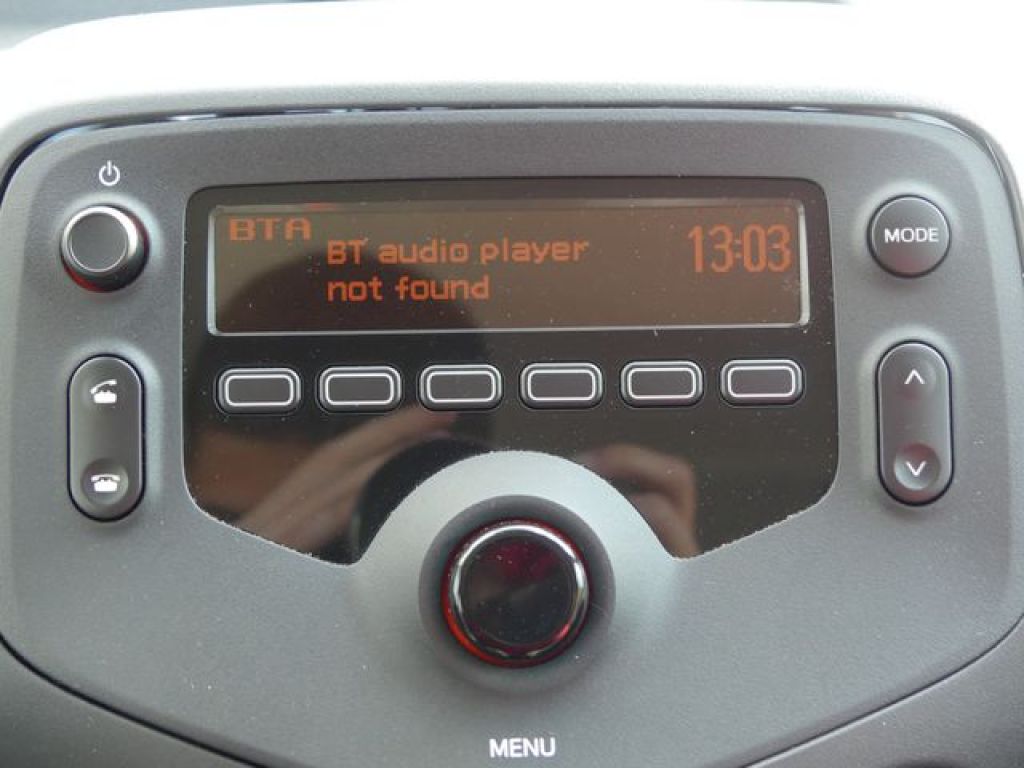 BTA
BT audio player
not found
13:03
MODE
MENU